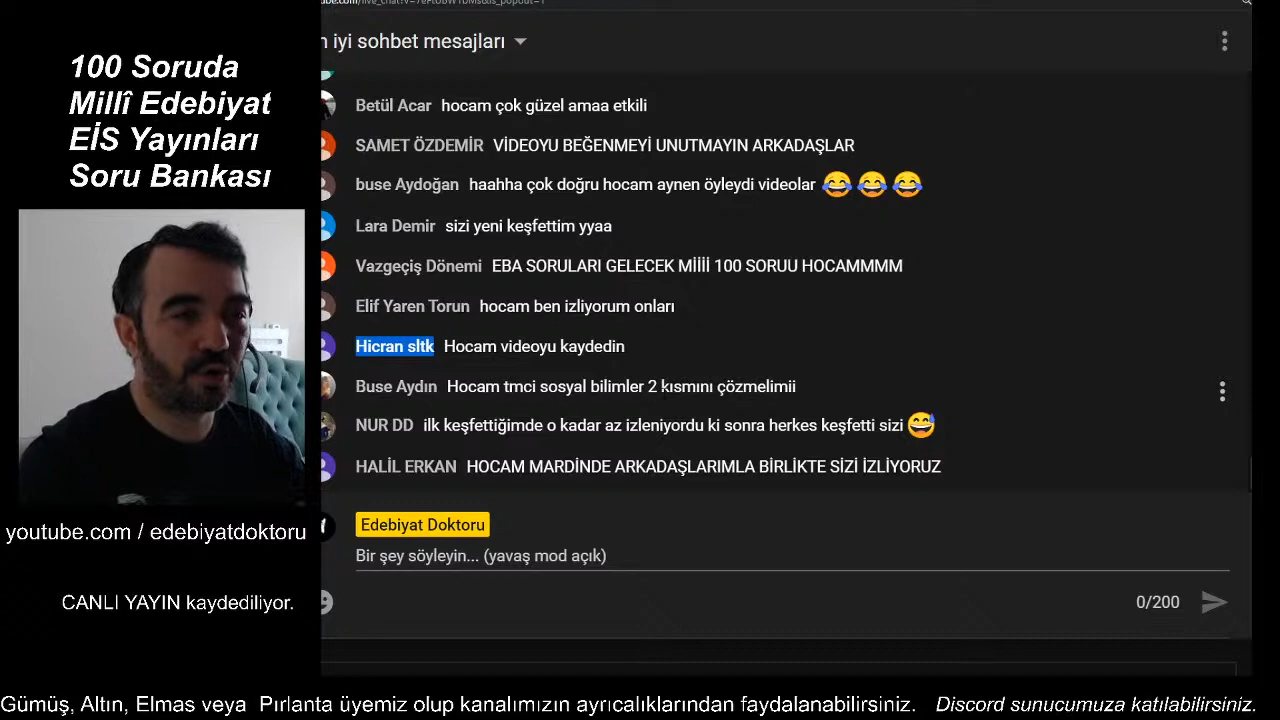 100 Soruda
Millî Edebiyat
EİS Yayınları
Soru Bankası
youtube.com / edebiyatdoktoru
CANLI YAYIN kaydediliyor.
iyi sohbet mesajları
Betül Acar hocam çok güzel amaa etkili
SAMET ÖZDEMİR VİDEOYU BEĞENMEYİ UNUTMAYIN ARKADAŞLAR
buse Aydoğan haahha çok doğru hocam aynen öyleydi videolar 😂 😂 😂
Lara Demir sizi yeni keşfettim yyaa
Vazgeçiş Dönemi EBA SORULARI GELECEK Mİİİİ 100 SORUU HOCAMMMM
Elif Yaren Torun hocam ben izliyorum onları
Hicran sltk Hocam videoyu kaydedin
Buse Aydın Hocam tmci sosyal bilimler 2 kısmını çözmelimii
NUR DD ilk keşfettiğimde o kadar az izleniyordu ki sonra herkes keşfetti sizi 😅
HALİL ERKAN HOCAM MARDİNDE ARKADAŞLARIMLA BİRLİKTE SİZİ İZLİYORUZ
Edebiyat Doktoru
Bir şey söyleyin... (yavaş mod açık)
0/200
Gümüş, Altın, Elmas veya Pırlanta üyemiz olup kanalımızın ayrıcalıklarından faydalanabilirsiniz. Discord sunucumuza katılabilirsiniz.